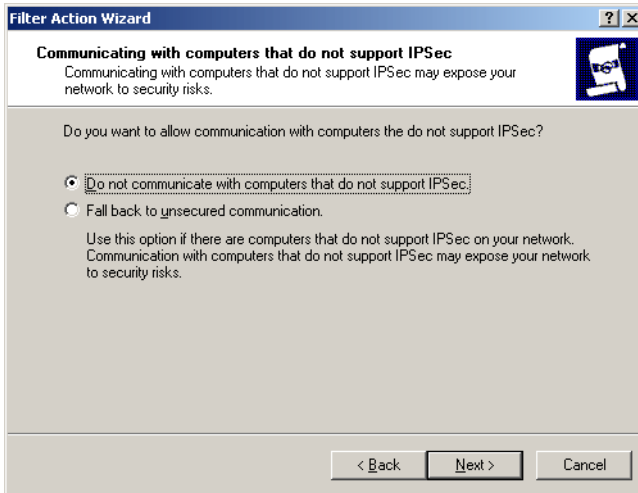 Filter Action Wizard
Communicating with computers that do not support IPSec
Communicating with computers that do not support IPSec may expose your
network to security risks.
Do you want to allow communication with computers the do not support IPSec?
Do not communicate with computers that do not support IPSec.
Fall back to unsecured communication.
Use this option if there are computers that do not support IPSec on your network.
Communication with computers that do not support IPSec may expose your network
to security risks.
< Back Next > Cancel